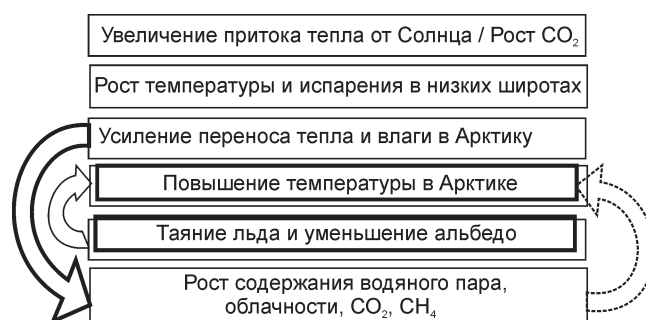 Увеличение притока тепла от Солнца / Рост CO₂
Рост температуры и испарения в низких широтах
Усиление переноса тепла и влаги в Арктику
Повышение температуры в Арктике
Таяние льда и уменьшение альбедо
Рост содержания водяного пара,
облачности, CO₂, CH₄